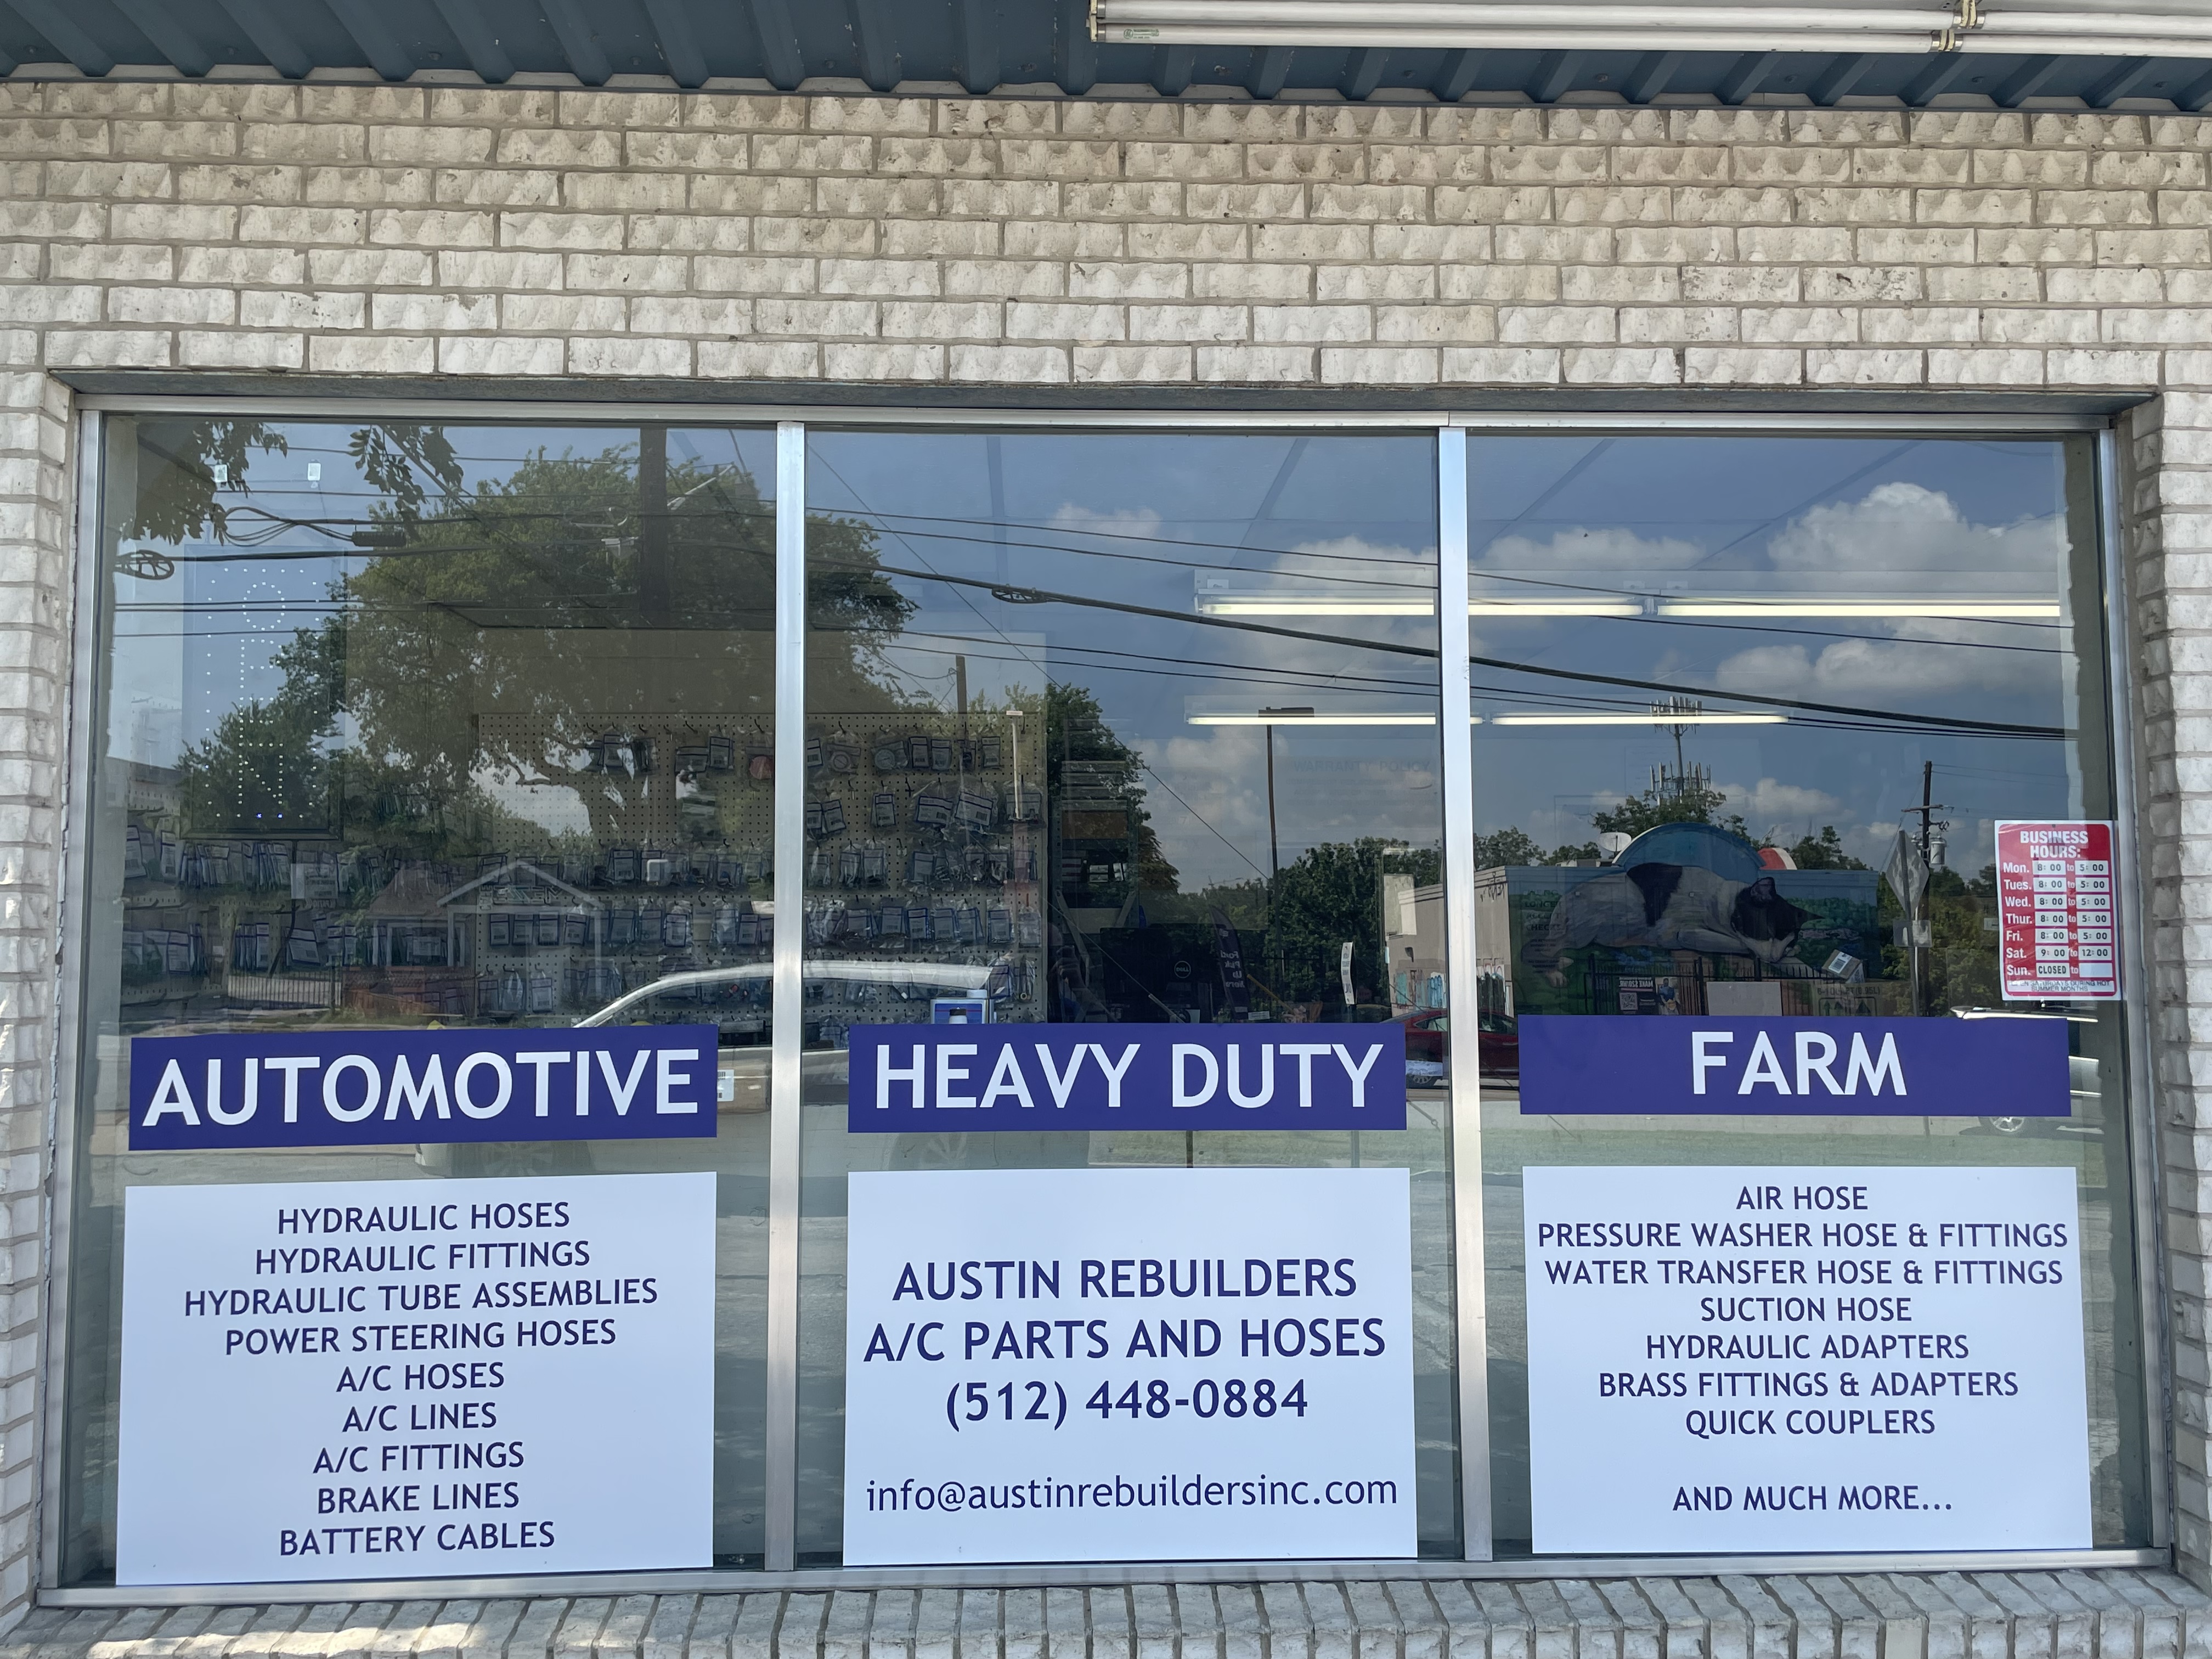 WARRANTY POLICY
BUSINESS
HOURS:
Mon. 8:00 to 5:00
Tues. 8:00 to 5:00
Wed. 8:00 to 5:00
Thur. 8:00 to 5:00
Fri. 8:00 to 5:00
Sat. 9:00 to 12:00
Sun. CLOSED to
SUMMER MONTHS
AUTOMOTIVE
HYDRAULIC HOSES
HYDRAULIC FITTINGS
HYDRAULIC TUBE ASSEMBLIES
POWER STEERING HOSES
A/C HOSES
A/C LINES
A/C FITTINGS
BRAKE LINES
BATTERY CABLES
HEAVY DUTY
AUSTIN REBUILDERS
A/C PARTS AND HOSES
(512) 448-0884
info@austinrebuildersinc.com
FARM
AIR HOSE
PRESSURE WASHER HOSE & FITTINGS
WATER TRANSFER HOSE & FITTINGS
SUCTION HOSE
HYDRAULIC ADAPTERS
BRASS FITTINGS & ADAPTERS
QUICK COUPLERS
AND MUCH MORE...